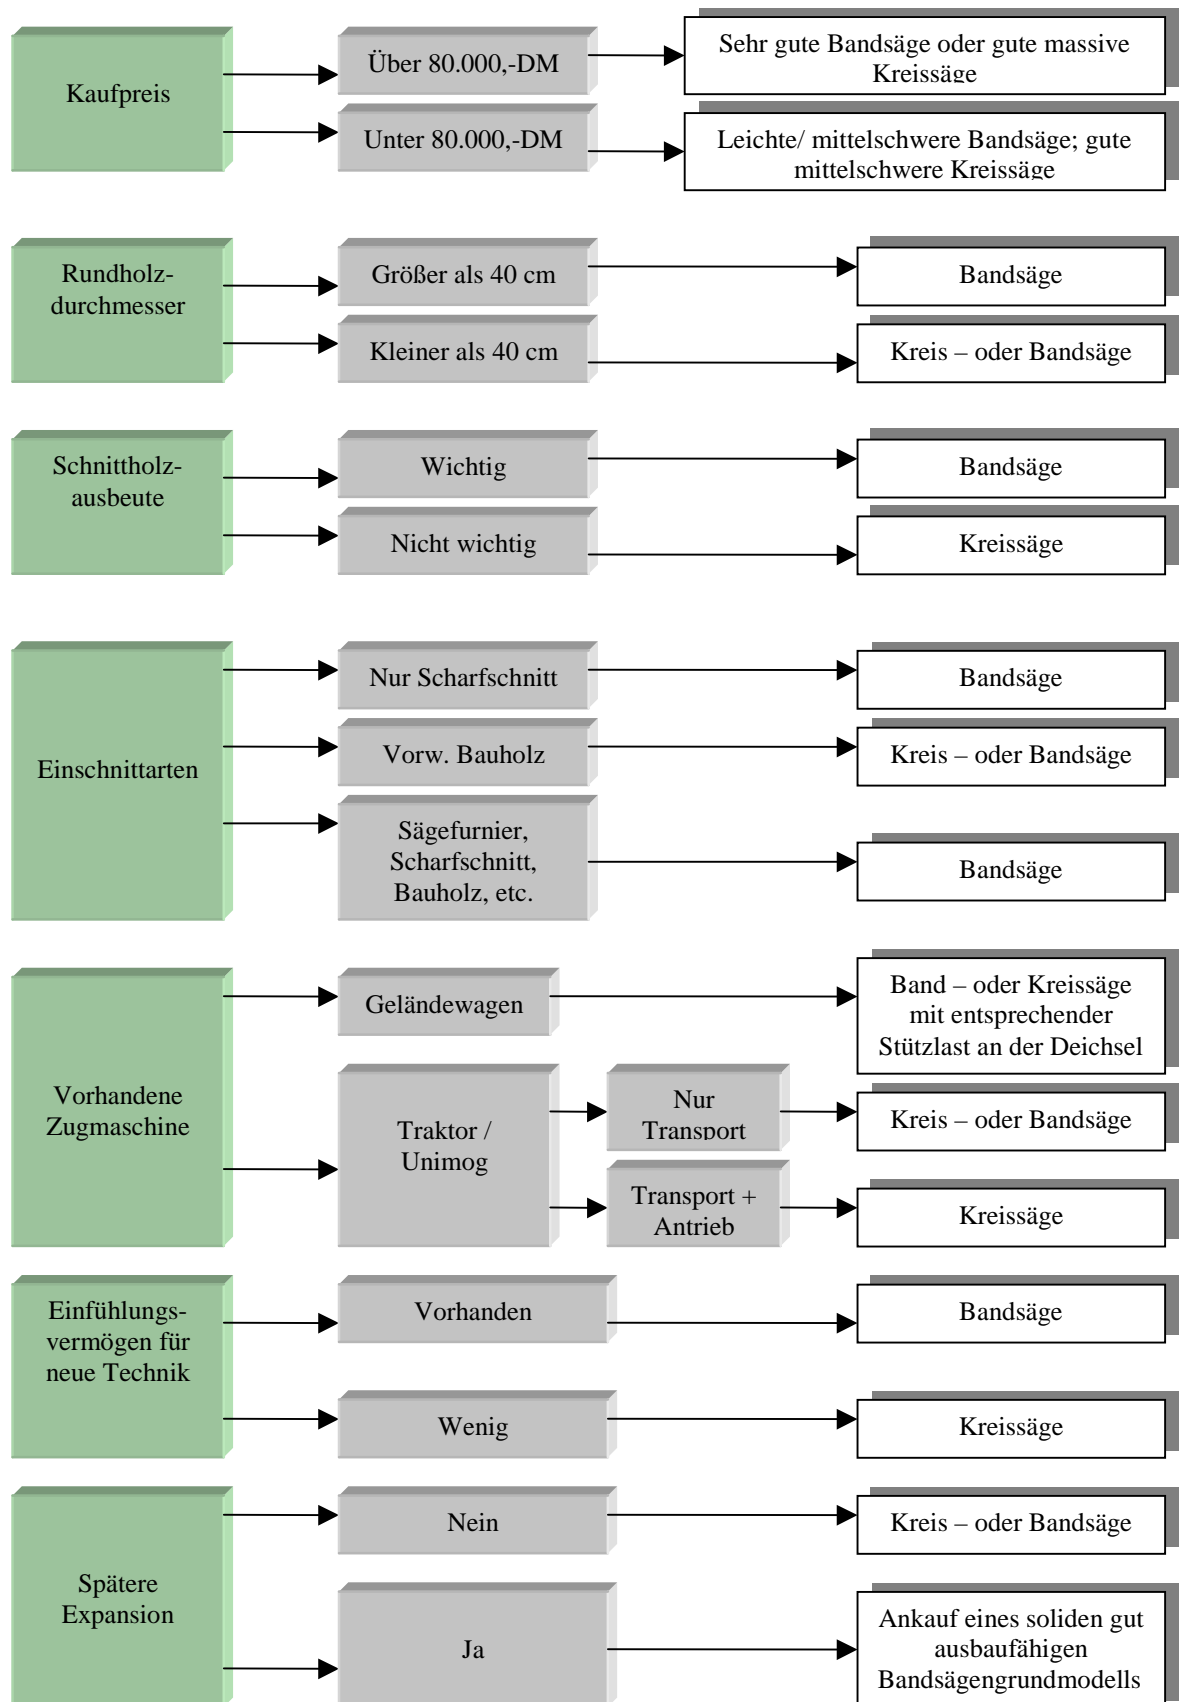 Kaufpreis
Über 80.000,-DM
Sehr gute Bandsäge oder gute massive
Kreissäge
Unter 80.000,-DM
Leichte/ mittelschwere Bandsäge; gute
mittelschwere Kreissäge
Rundholz-
durchmesser
Größer als 40 cm
Bandsäge
Kleiner als 40 cm
Kreis – oder Bandsäge
Schnittholz-
ausbeute
Wichtig
Bandsäge
Nicht wichtig
Kreissäge
Einschnittarten
Nur Scharfschnitt
Bandsäge
Vorw. Bauholz
Kreis – oder Bandsäge
Sägefurnier,
Scharfschnitt,
Bauholz, etc.
Bandsäge
Vorhandene
Zugmaschine
Geländewagen
Band – oder Kreissäge
mit entsprechender
Stützlast an der Deichsel
Traktor /
Unimog
Nur
Transport
Kreis – oder Bandsäge
Transport +
Antrieb
Kreissäge
Einfühlungs-
vermögen für
neue Technik
Vorhanden
Bandsäge
Wenig
Kreissäge
Spätere
Expansion
Nein
Kreis – oder Bandsäge
Ja
Ankauf eines soliden gut
ausbaufähigen
Bandsägengrundmodells